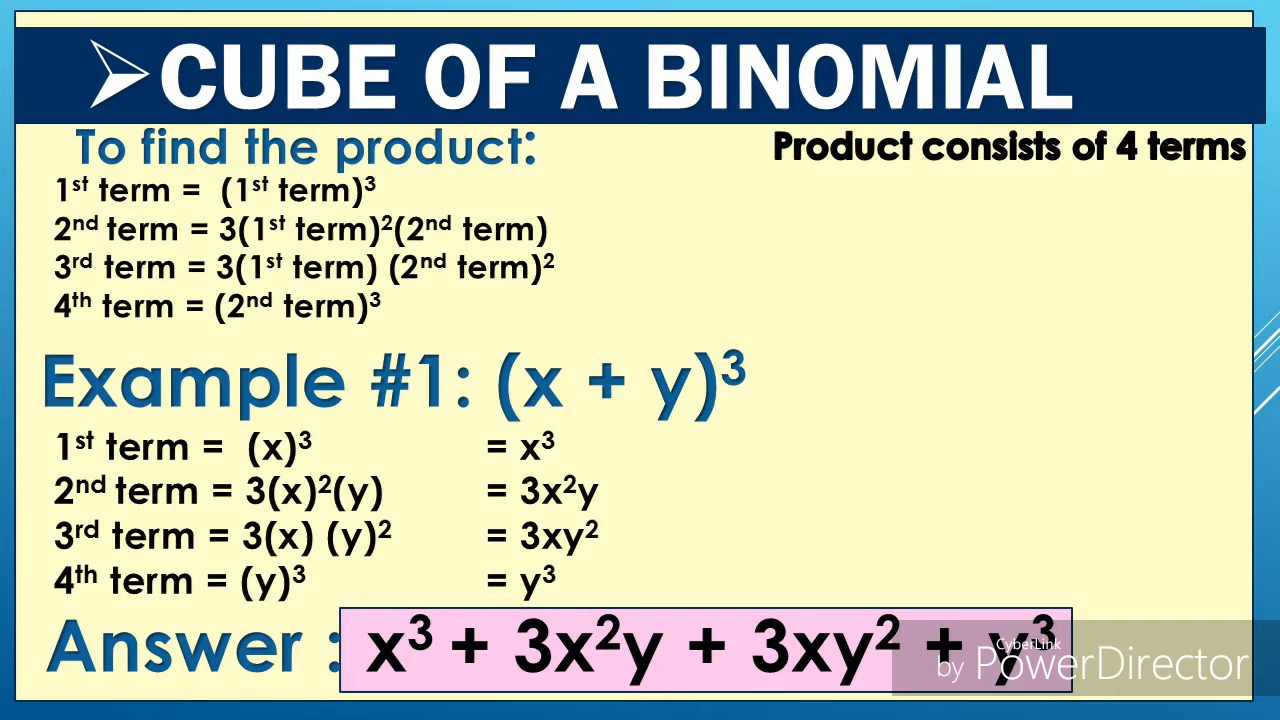 ➢CUBE OF A BINOMIAL
To find the product:
Product consists of 4 terms
1ˢᵗ term = (1ˢᵗ term)³
2ⁿᵈ term = 3(1ˢᵗ term)²(2ⁿᵈ term)
3ʳᵈ term = 3(1ˢᵗ term) (2ⁿᵈ term)²
4ᵗʰ term = (2ⁿᵈ term)³
Example #1: (x + y)³
1ˢᵗ term = (x)³ = x³
2ⁿᵈ term = 3(x)²(y) = 3x²y
3ʳᵈ term = 3(x) (y)² = 3xy²
4ᵗʰ term = (y)³ = y³
Answer : x³ + 3x²y + 3xy² + y³
CyberLink
by PowerDirector